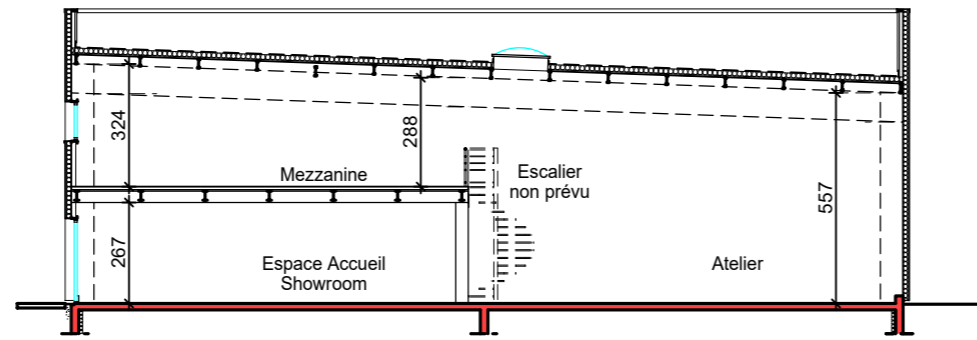 324
288
Mezzanine
Escalier
non prévu
557
267
Espace Accueil
Showroom
Atelier